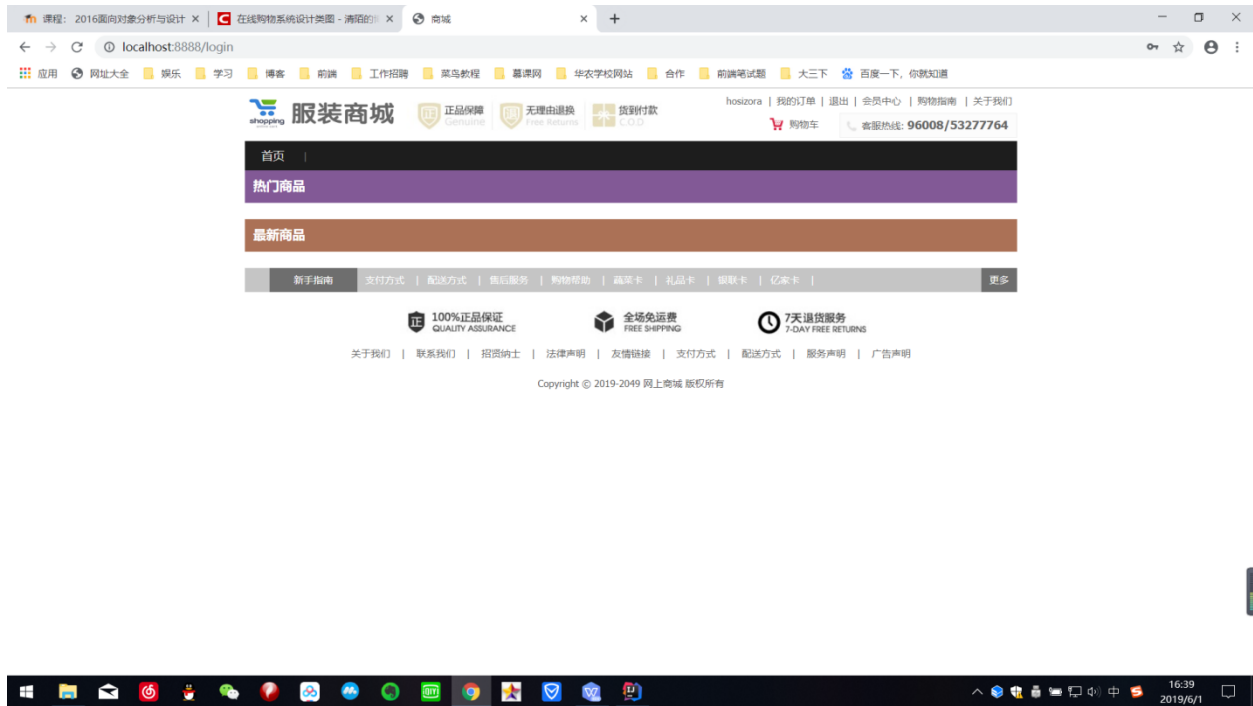 课程: 2016面向对象分析与设计
在线购物系统设计类图 - 清陌的
商城
localhost:8888/login
应用 网址大全 娱乐 学习 博客 前端 工作招聘 菜鸟教程 慕课网 华农学校网站 合作 前端笔试题 大三下 百度一下，你就知道
hosizora | 我的订单 | 退出 | 会员中心 | 购物指南 | 关于我们
shopping 服装商城 正 正品保障 Genuine 无理由退换 Free Returns 货到付款 C.O.D
购物车 客服热线: 96008/53277764
首页 |
热门商品
最新商品
新手指南 支付方式 | 配送方式 | 售后服务 | 购物帮助 | 蔬菜卡 | 礼品卡 | 银联卡 | 亿家卡 | 更多
正 100%正品保证 全场免运费 7天退货服务
QUALITY ASSURANCE FREE SHIPPING 7-DAY FREE RETURNS
关于我们 | 联系我们 | 招贤纳士 | 法律声明 | 友情链接 | 支付方式 | 配送方式 | 服务声明 | 广告声明
Copyright © 2019-2049 网上商城 版权所有
QIY IJ 中 16:39
2019/6/1